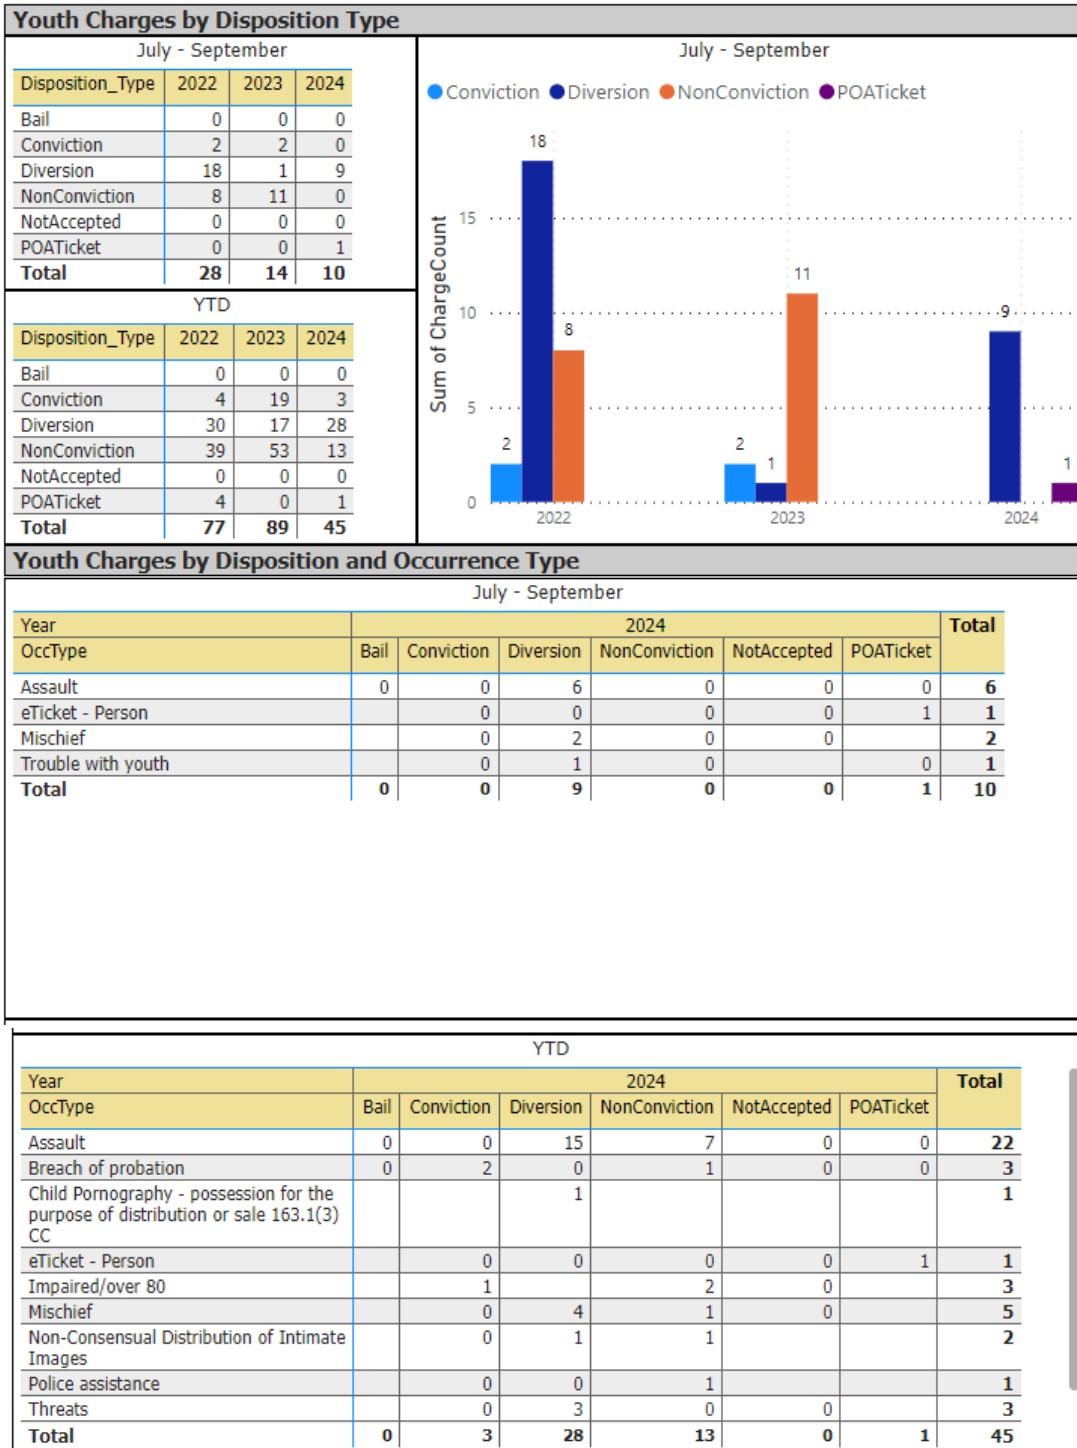 Youth Charges by Disposition Type
July - September
Disposition_Type 2022 2023 2024
Bail 0 0 0
Conviction 2 2 0
Diversion 18 1 9
NonConviction 8 11 0
NotAccepted 0 0 0
POATicket 0 0 1
Total 28 14 10
YTD
Disposition_Type 2022 2023 2024
Bail 0 0 0
Conviction 4 19 3
Diversion 30 17 28
NonConviction 39 53 13
NotAccepted 0 0 0
POATicket 4 0 1
Total 77 89 45
July - September
Conviction Diversion NonConviction POATicket
Sum of ChargeCount
15
10
5
0
2 18 8
2 1 11
9 1
2022 2023 2024
Youth Charges by Disposition and Occurrence Type
July - September
Year 2024 Total
OccType Bail Conviction Diversion NonConviction NotAccepted POATicket
Assault 0 0 6 0 0 0 6
eTicket - Person 0 0 0 0 1 1
Mischief 0 2 0 0 2
Trouble with youth 0 1 0 0 1
Total 0 0 9 0 0 1 10
YTD
Year 2024 Total
OccType Bail Conviction Diversion NonConviction NotAccepted POATicket
Assault 0 0 15 7 0 0 22
Breach of probation 0 2 0 1 0 0 3
Child Pornography - possession for the 1 1
purpose of distribution or sale 163.1(3)
CC
eTicket - Person 0 0 0 0 1 1
Impaired/over 80 1 2 0 3
Mischief 0 4 1 0 5
Non-Consensual Distribution of Intimate 0 1 1 2
Images
Police assistance 0 0 1 1
Threats 0 3 0 0 3
Total 0 3 28 13 0 1 45